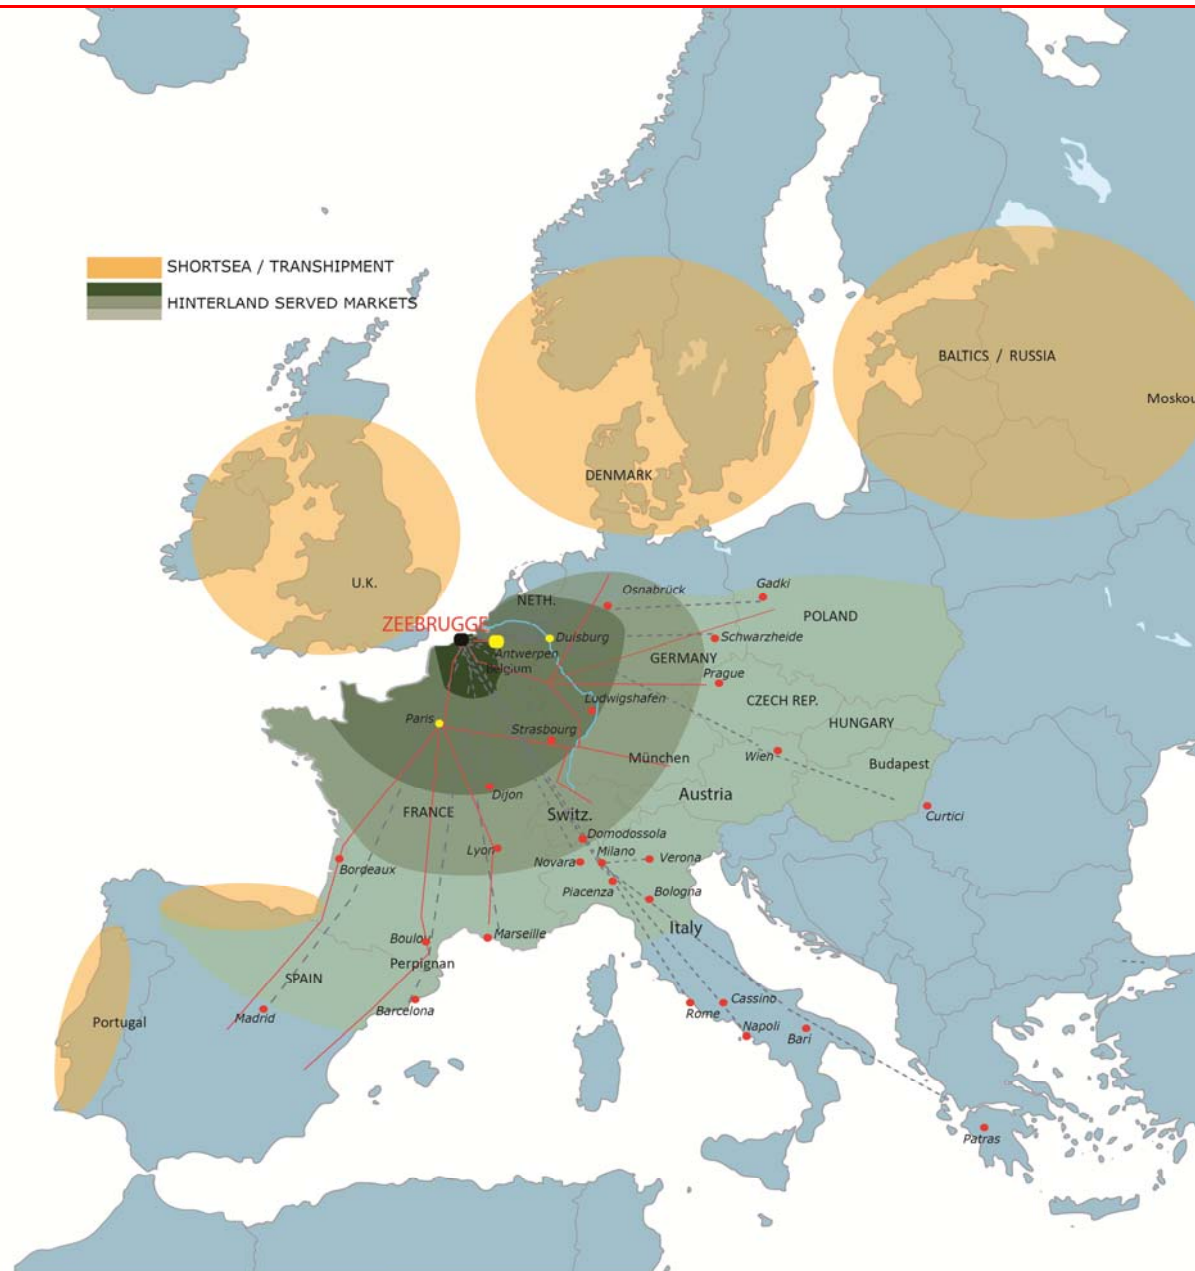 SHORTSEA / TRANSHIPMENT
HINTERLAND SERVED MARKETS
BALTICS / RUSSIA
Moskou
DENMARK
U.K.
NETH.
Osnabrück
Gadki
POLAND
ZEEBRUGGE
Duisburg
Schwarzheide
Antwerpen
Belgium
GERMANY
Prague
Ludwigshafen
CZECH REP.
Paris
Strasbourg
HUNGARY
München
Wien
Budapest
Dijon
Austria
FRANCE
Switz.
Curtici
Domodossola
Lyon
Milano
Novara
Verona
Bordeaux
Piacenza
Bologna
Italy
Boulou
Marseille
Perpignan
SPAIN
Barcelona
Madrid
Portugal
Cassino
Rome
Napoli
Bari
Patras